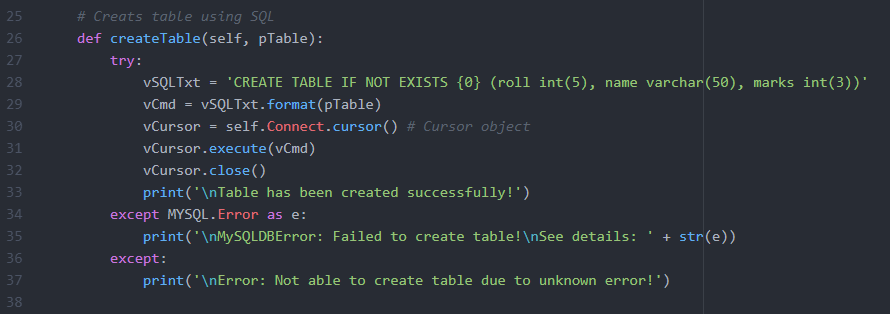 25 # Creats table using SQL
26 def createTable(self, pTable):
27 try:
28 vSQLTxt = 'CREATE TABLE IF NOT EXISTS {0} (roll int(5), name varchar(50), marks int(3))'
29 vCmd = vSQLTxt.format(pTable)
30 vCursor = self.Connect.cursor() # Cursor object
31 vCursor.execute(vCmd)
32 vCursor.close()
33 print('\nTable has been created successfully!')
34 except MYSQL.Error as e:
35 print('\nMySQLDBError: Failed to create table!\nSee details: ' + str(e))
36 except:
37 print('\nError: Not able to create table due to unknown error!')
38